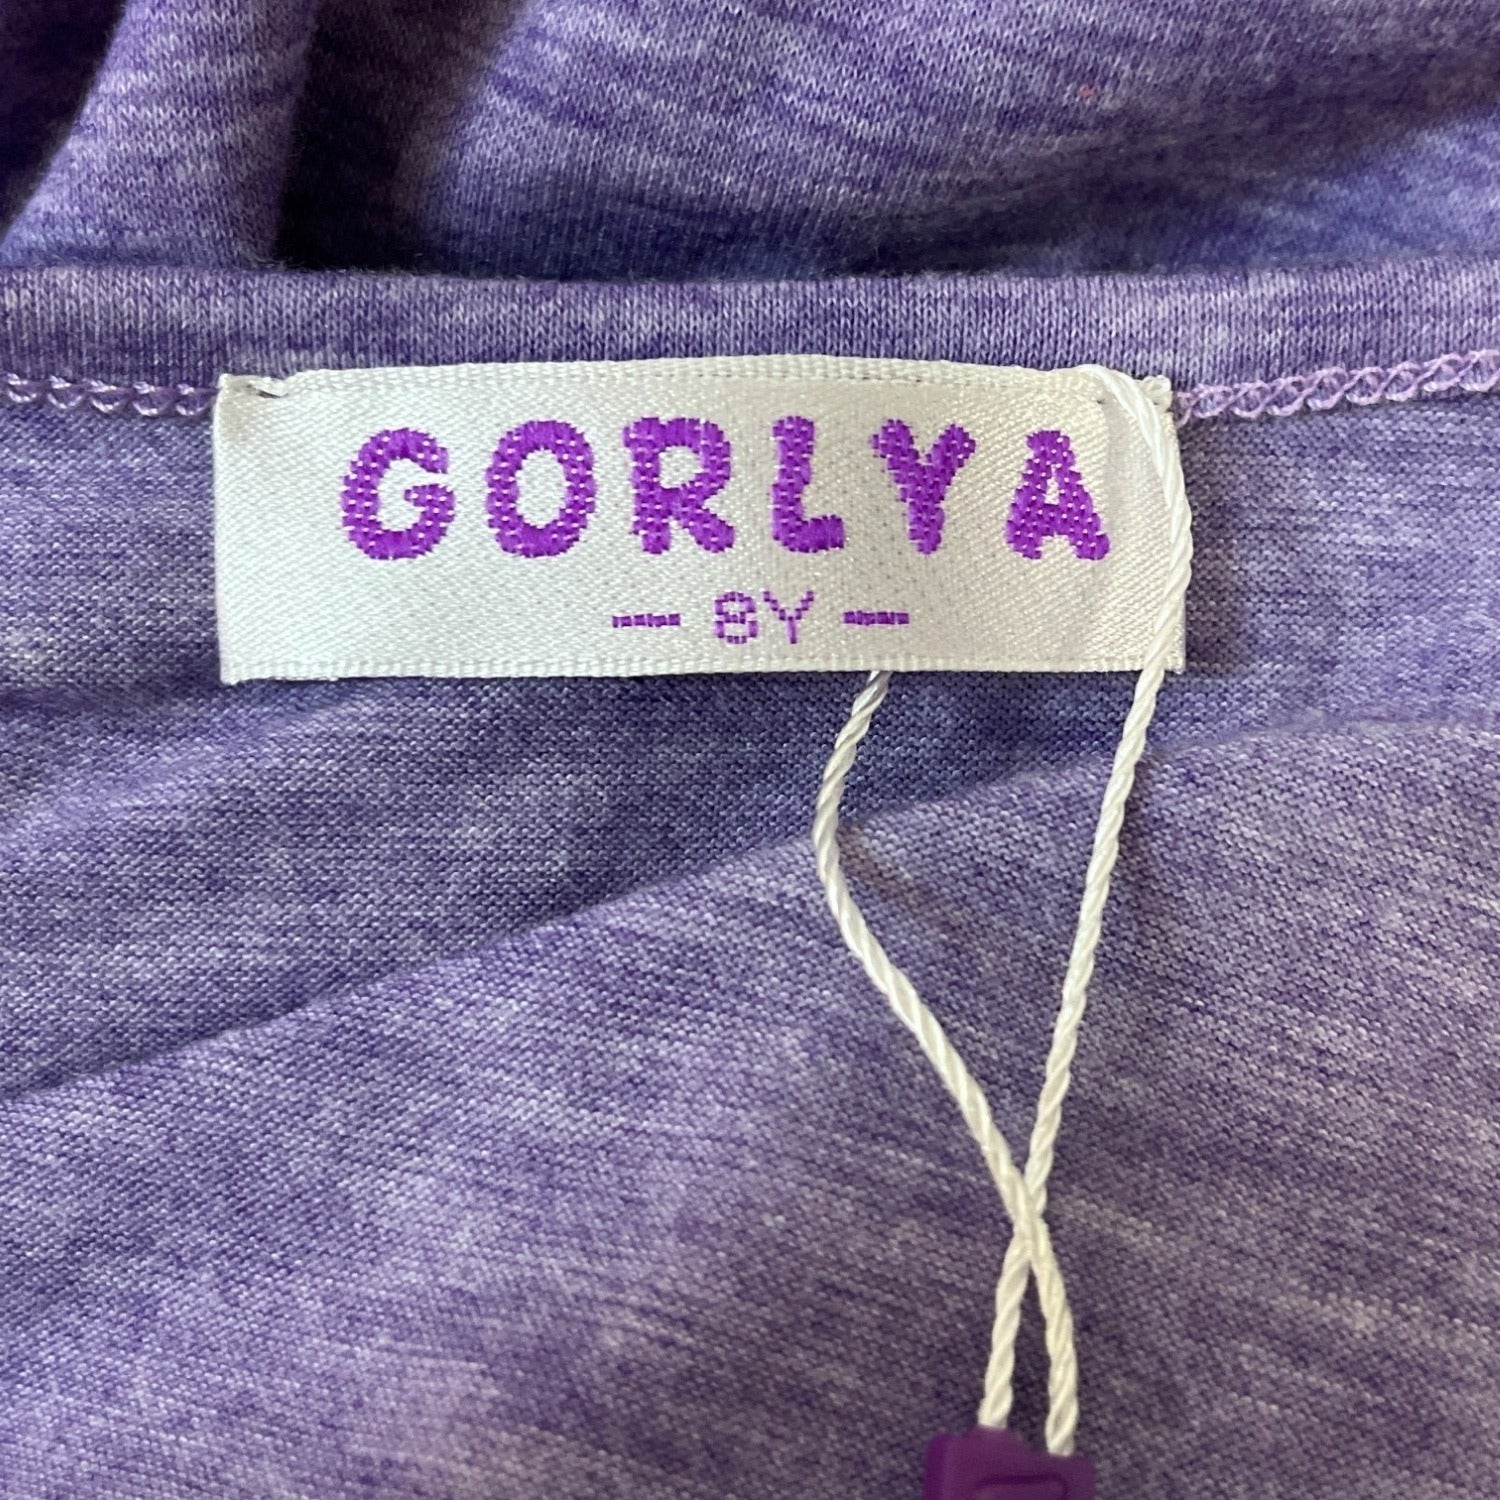 GORLYA
— 8Y —